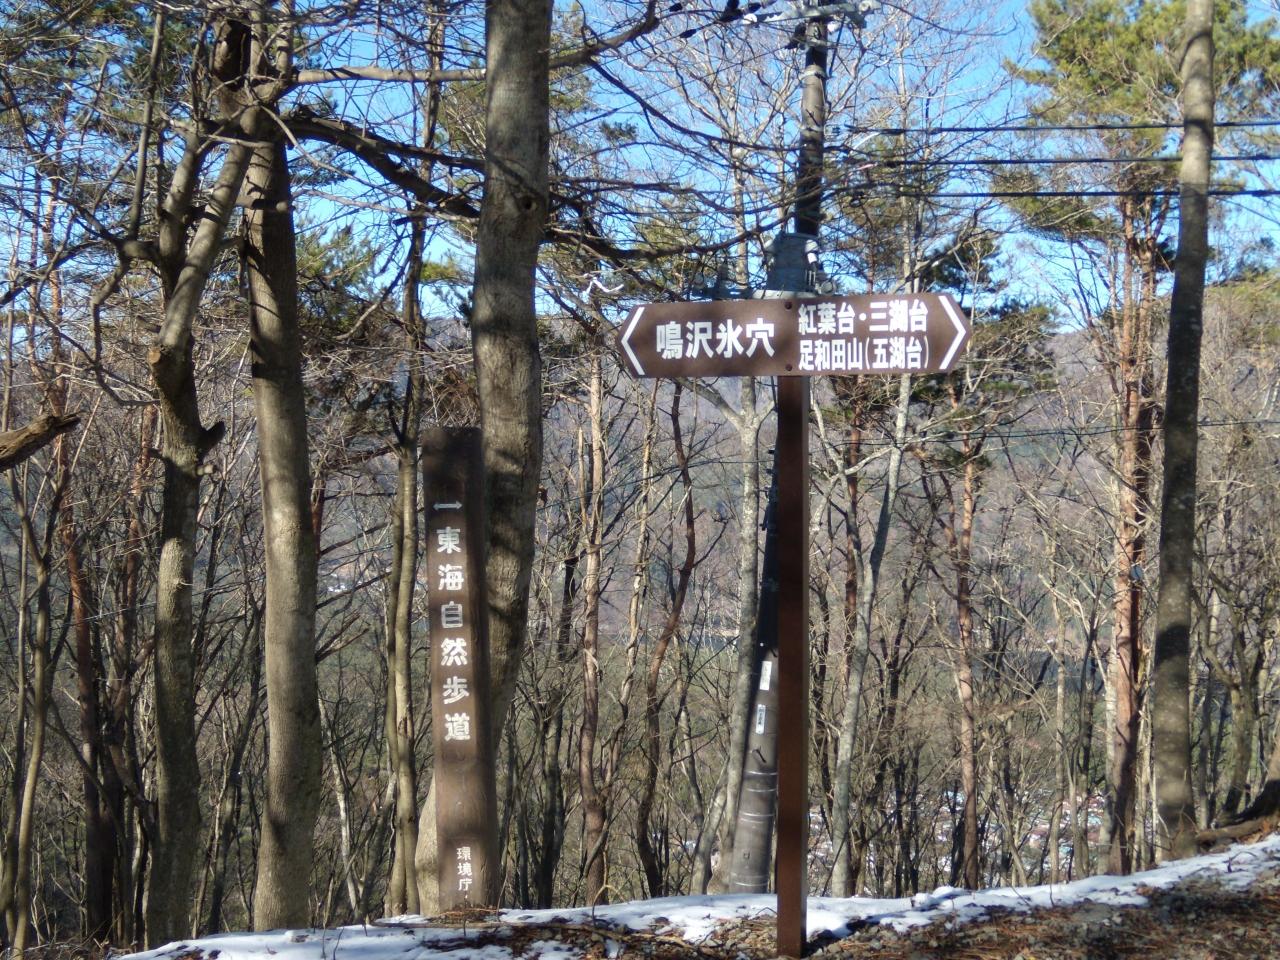 鳴沢氷穴
紅葉台・三湖台
足和田山(五湖台)
東海自然歩道
環境庁